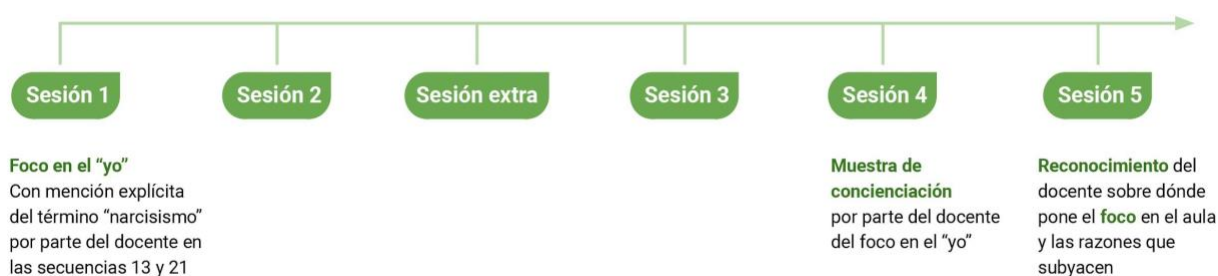 Sesión 1
Sesión 2
Sesión extra
Sesión 3
Sesión 4
Sesión 5
Foco en el “yo”
Con mención explícita
del término “narcisismo”
por parte del docente en
las secuencias 13 y 21
Muestra de
concienciación
por parte del docente
del foco en el “yo”
Reconocimiento del
docente sobre dónde
pone el foco en el aula
y las razones que
subyacen